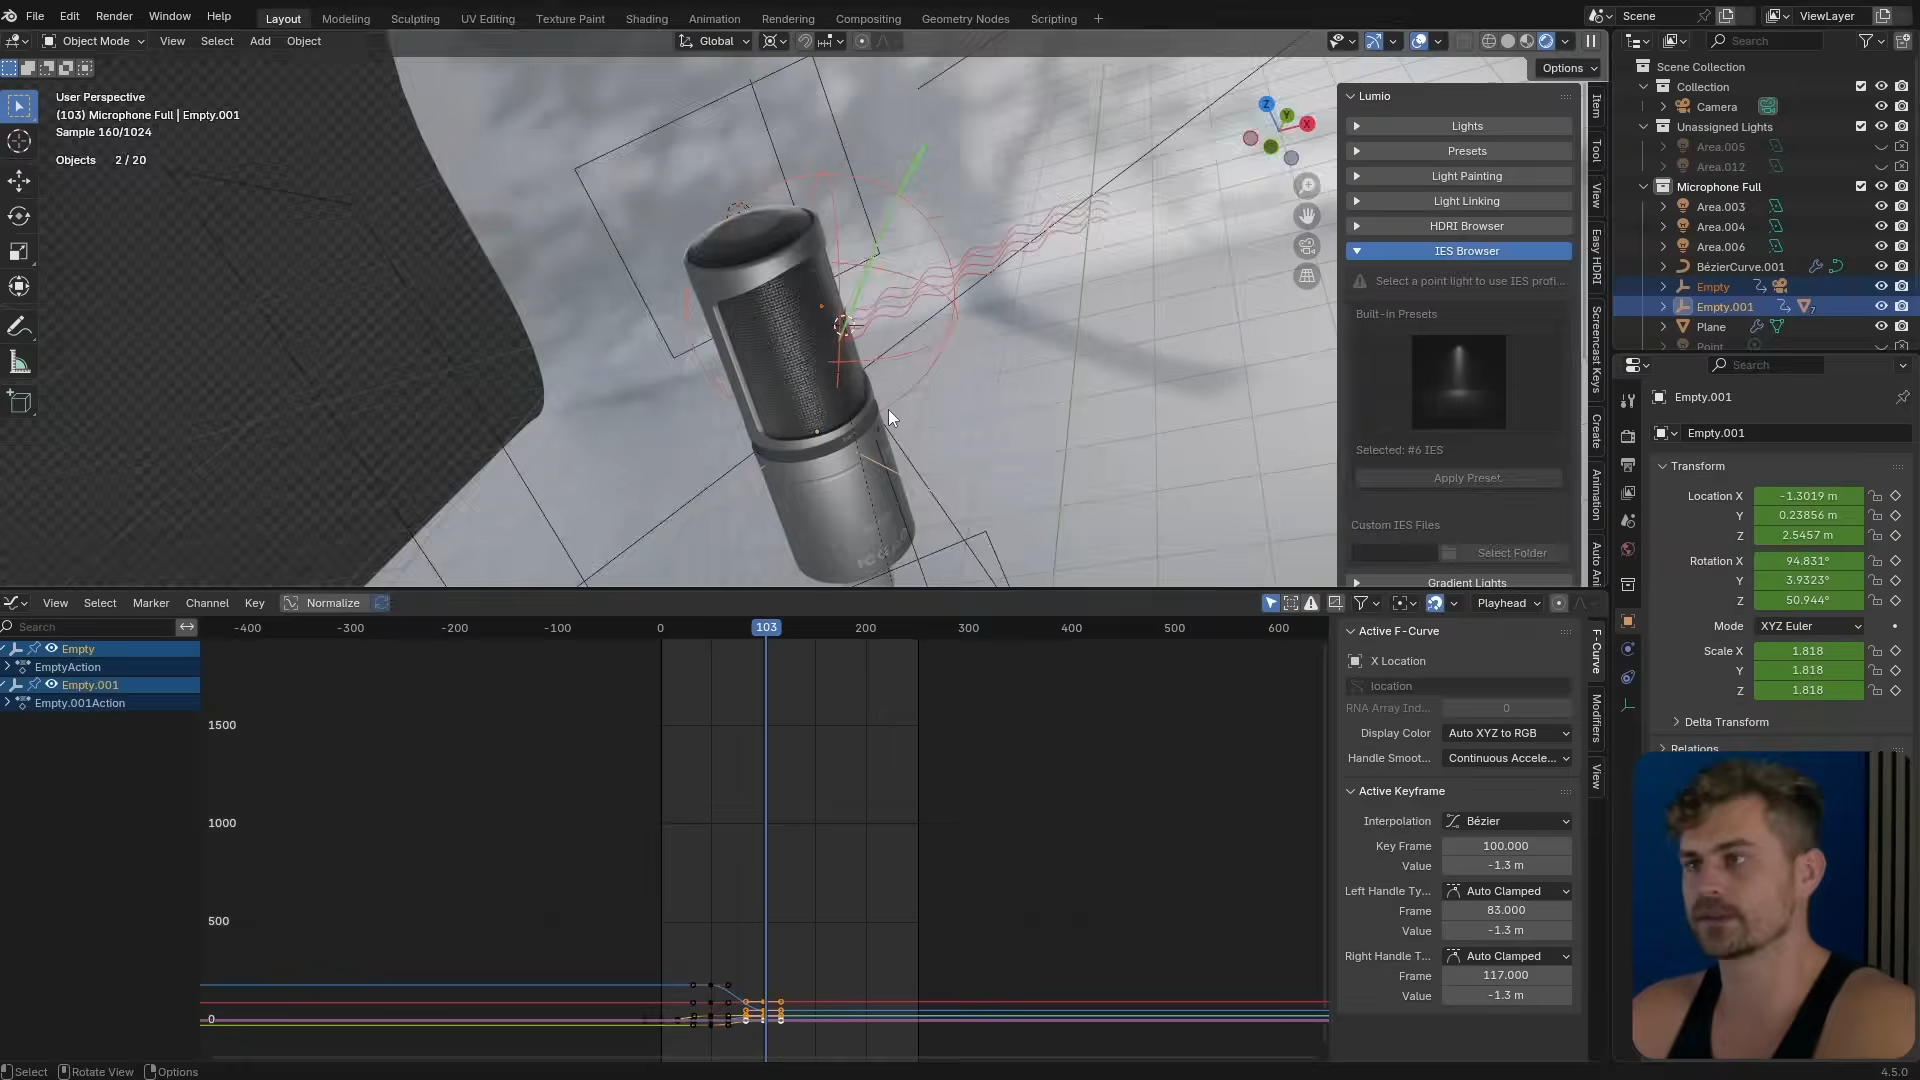 File Edit Render Window Help Layout Modeling Sculpting UV Editing Texture Paint Shading Animation Rendering Compositing Geometry Nodes Scripting + Scene ViewLayer
Object Mode View Select Add Object Global Search
Options
User Perspective
(103) Microphone Full | Empty.001
Sample 160/1024
Objects 2 / 20
Z
Y
X
Lumio
Lights
Presets
Light Painting
Light Linking
HDRI Browser
IES Browser
Select a point light to use IES profi...
Built-in Presets
Selected: #6 IES
Apply Preset
Custom IES Files
Select Folder
Gradient Lights
Item
Tool
View
Easy HDRI
Screencast Keys
Create
Animation
Auto Ani
Scene Collection
Collection
Camera
Unassigned Lights
Area.005
Area.012
Microphone Full
Area.003
Area.004
Area.006
BézierCurve.001
Empty
Empty.001
Plane
Point
Search
Empty.001
Empty.001
Transform
Location X -1.3019 m
Y 0.23856 m
Z 2.5457 m
Rotation X 94.831°
Y 3.9323°
Z 50.944°
Mode XYZ Euler
Scale X 1.818
Y 1.818
Z 1.818
Delta Transform
Relations
View Select Marker Channel Key Normalize Playhead
Search
-400 -300 -200 -100 0 103 200 300 400 500 600
Empty
EmptyAction
Empty.001
Empty.001Action
1500
1000
500
0
Active F-Curve
X Location
location
RNA Array Ind... 0
Display Color Auto XYZ to RGB
Handle Smoot... Continuous Accele...
Active Keyframe
Interpolation Bézier
Key Frame 100.000
Value -1.3 m
Left Handle Ty... Auto Clamped
Frame 83.000
Value -1.3 m
Right Handle T... Auto Clamped
Frame 117.000
Value -1.3 m
F-Curve
Modifiers
View
Select Rotate View Options 4.5.0